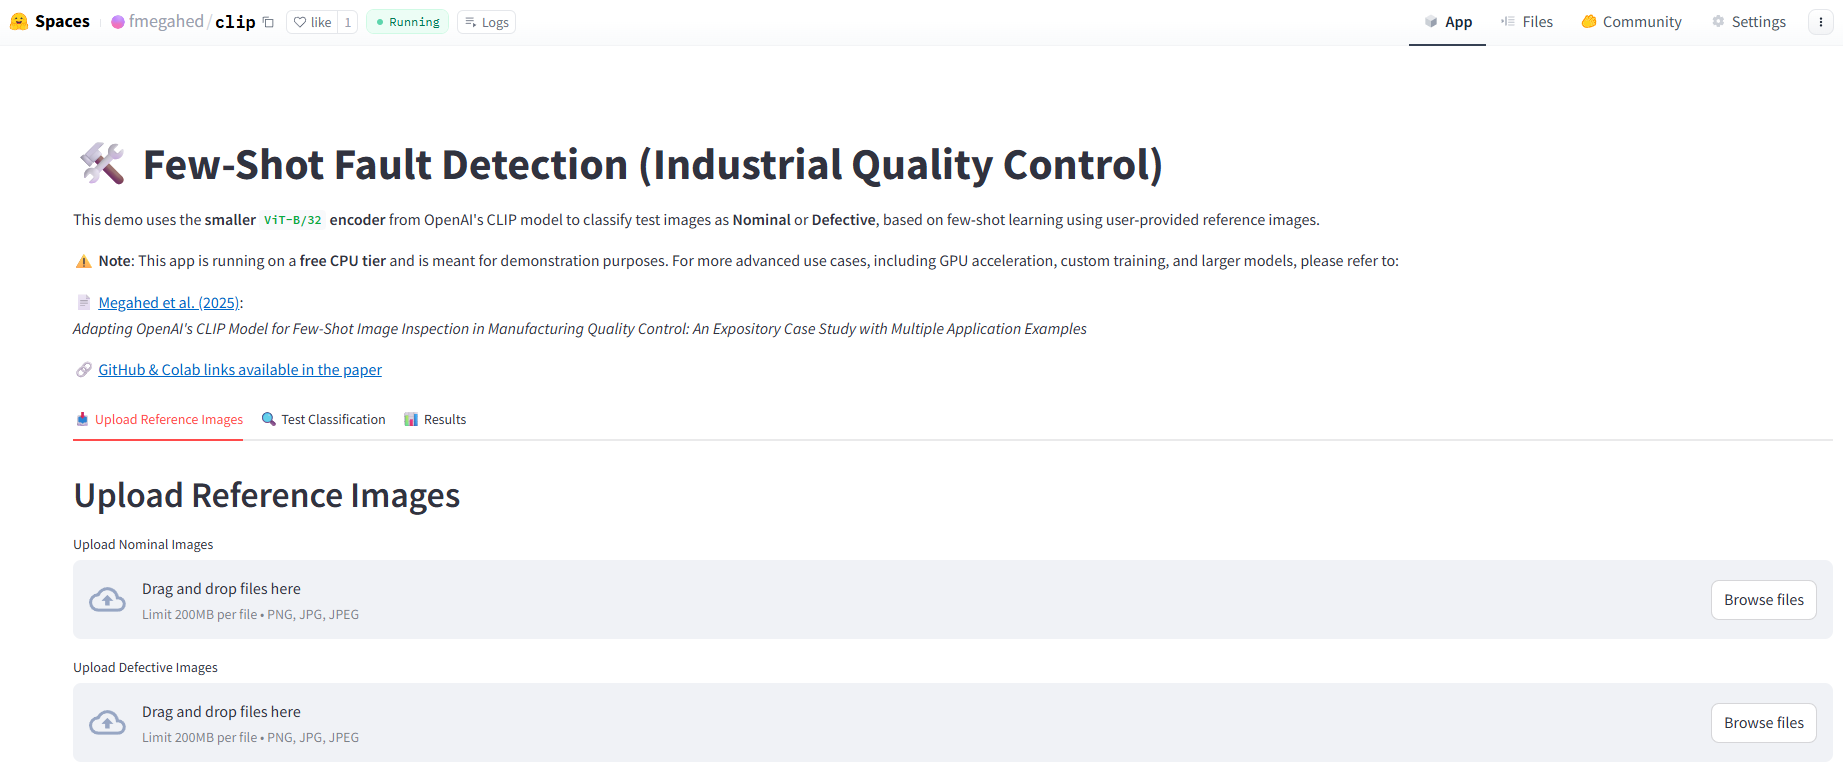 Spaces fmegahed/clip like 1 Running Logs App Files Community Settings
Few-Shot Fault Detection (Industrial Quality Control)
This demo uses the smaller ViT-B/32 encoder from OpenAI's CLIP model to classify test images as Nominal or Defective, based on few-shot learning using user-provided reference images.
Note: This app is running on a free CPU tier and is meant for demonstration purposes. For more advanced use cases, including GPU acceleration, custom training, and larger models, please refer to:
Megahed et al. (2025):
Adapting OpenAI's CLIP Model for Few-Shot Image Inspection in Manufacturing Quality Control: An Expository Case Study with Multiple Application Examples
GitHub & Colab links available in the paper
Upload Reference Images Test Classification Results
Upload Reference Images
Upload Nominal Images
Drag and drop files here
Limit 200MB per file • PNG, JPG, JPEG
Browse files
Upload Defective Images
Drag and drop files here
Limit 200MB per file • PNG, JPG, JPEG
Browse files